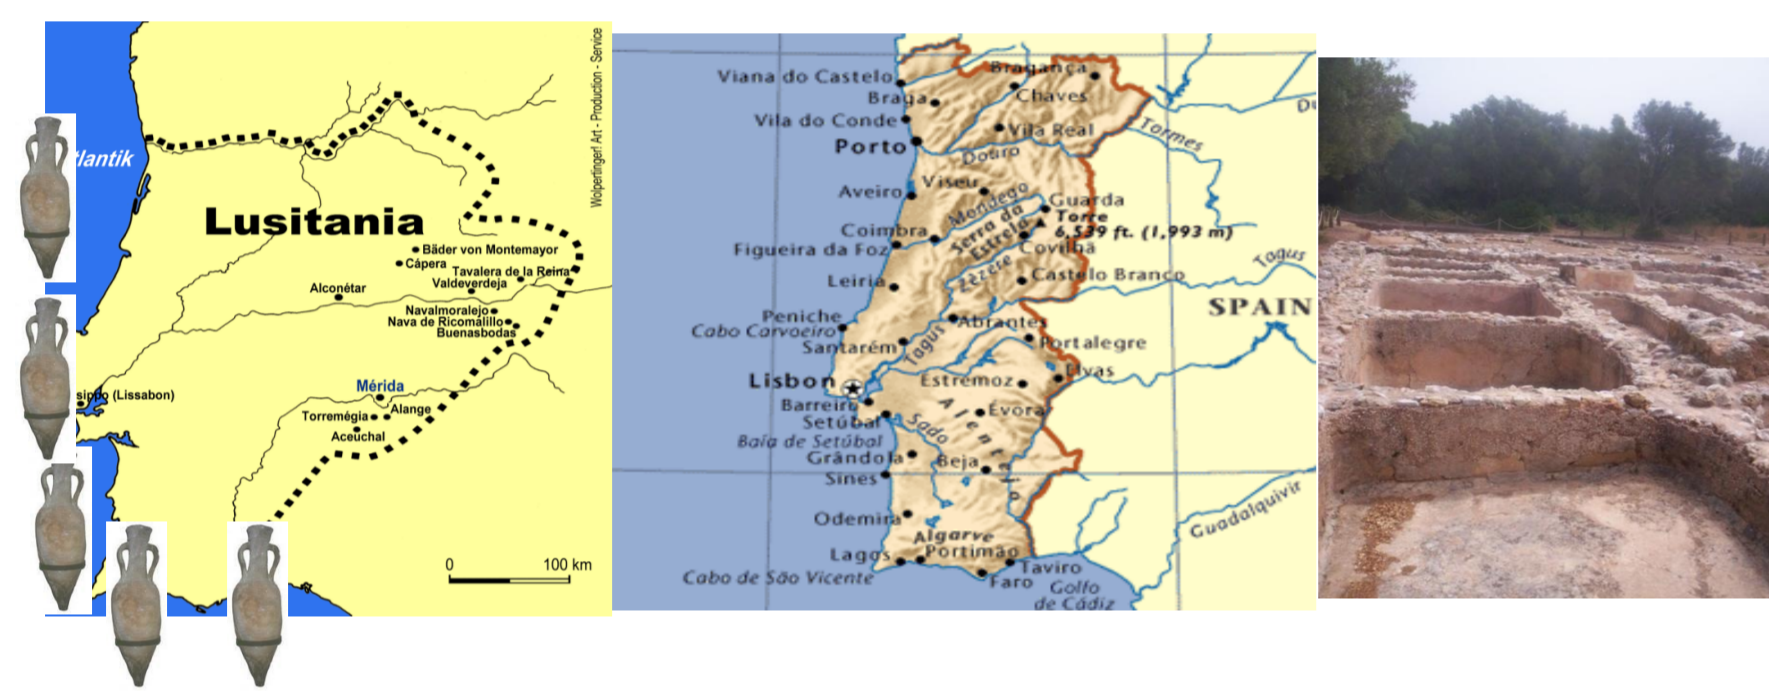 Wolpertinger! Art - Production - Service
tlantik
Lusitania
Bäder von Montemayor
Cápera
Tavalera de la Reina
Valdeverdeja
Alconétar
Navalmoralejo
Nava de Ricomálillo
Buenasbodas
Mérida
sippo (Lissabon)
Alange
Torremégia
Aceuchal
0 100 km
Bragança
Viana do Castelo
Chaves
Braga
Vila do Conde
Vila Real
Tormes
Porto
Douro
Viseu
Aveiro
Mondego
Guarda
Torre
6,539 ft. (1,993 m)
Serra da
Estrela
Coimbra
Figueira da Foz
Covilhã
Zêzere
Castelo Branco
Tagus
Leiria
SPAIN
Peniche
Cabo Carvoeiro
Abrantes
Santarém
Tagus
Portalegre
Lisbon
Estremoz
Elvas
Barreiro
Setúbal
Évora
Sado
Alentejo
Baía de Setúbal
Grândola
Beja
Sines
Guadalquivir
Odemira
Algarve
Lagos
Portimão
Cabo de São Vicente
Taviro
Faro
Golfo
de Cádiz